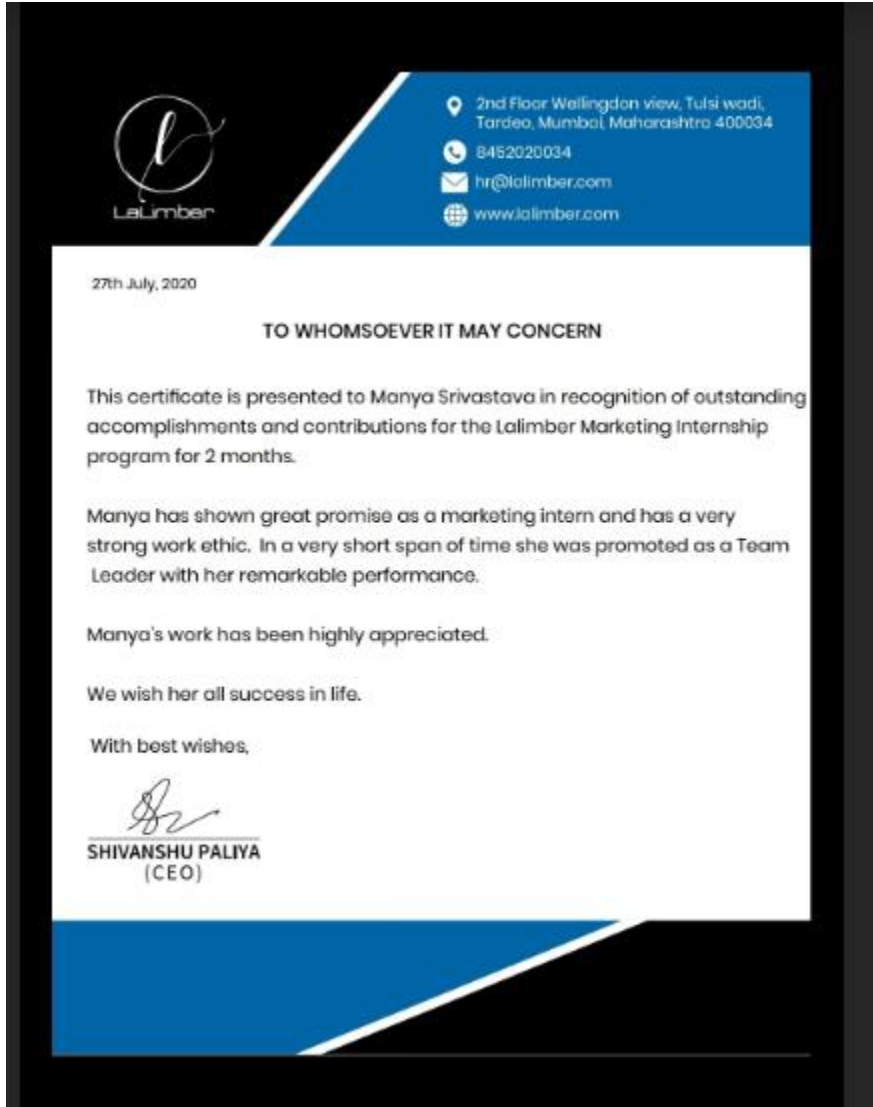 LaLimber
2nd Floor Wellingdon view, Tulsi wadi,
Tardeo, Mumbai, Maharashtra 400034
8452020034
hr@lalimber.com
www.lalimber.com
27th July, 2020
TO WHOMSOEVER IT MAY CONCERN
This certificate is presented to Manya Srivastava in recognition of outstanding
accomplishments and contributions for the Lalimber Marketing Internship
program for 2 months.
Manya has shown great promise as a marketing intern and has a very
strong work ethic. In a very short span of time she was promoted as a Team
Leader with her remarkable performance.
Manya's work has been highly appreciated.
We wish her all success in life.
With best wishes,
SHIVANSHU PALIYA
(CEO)